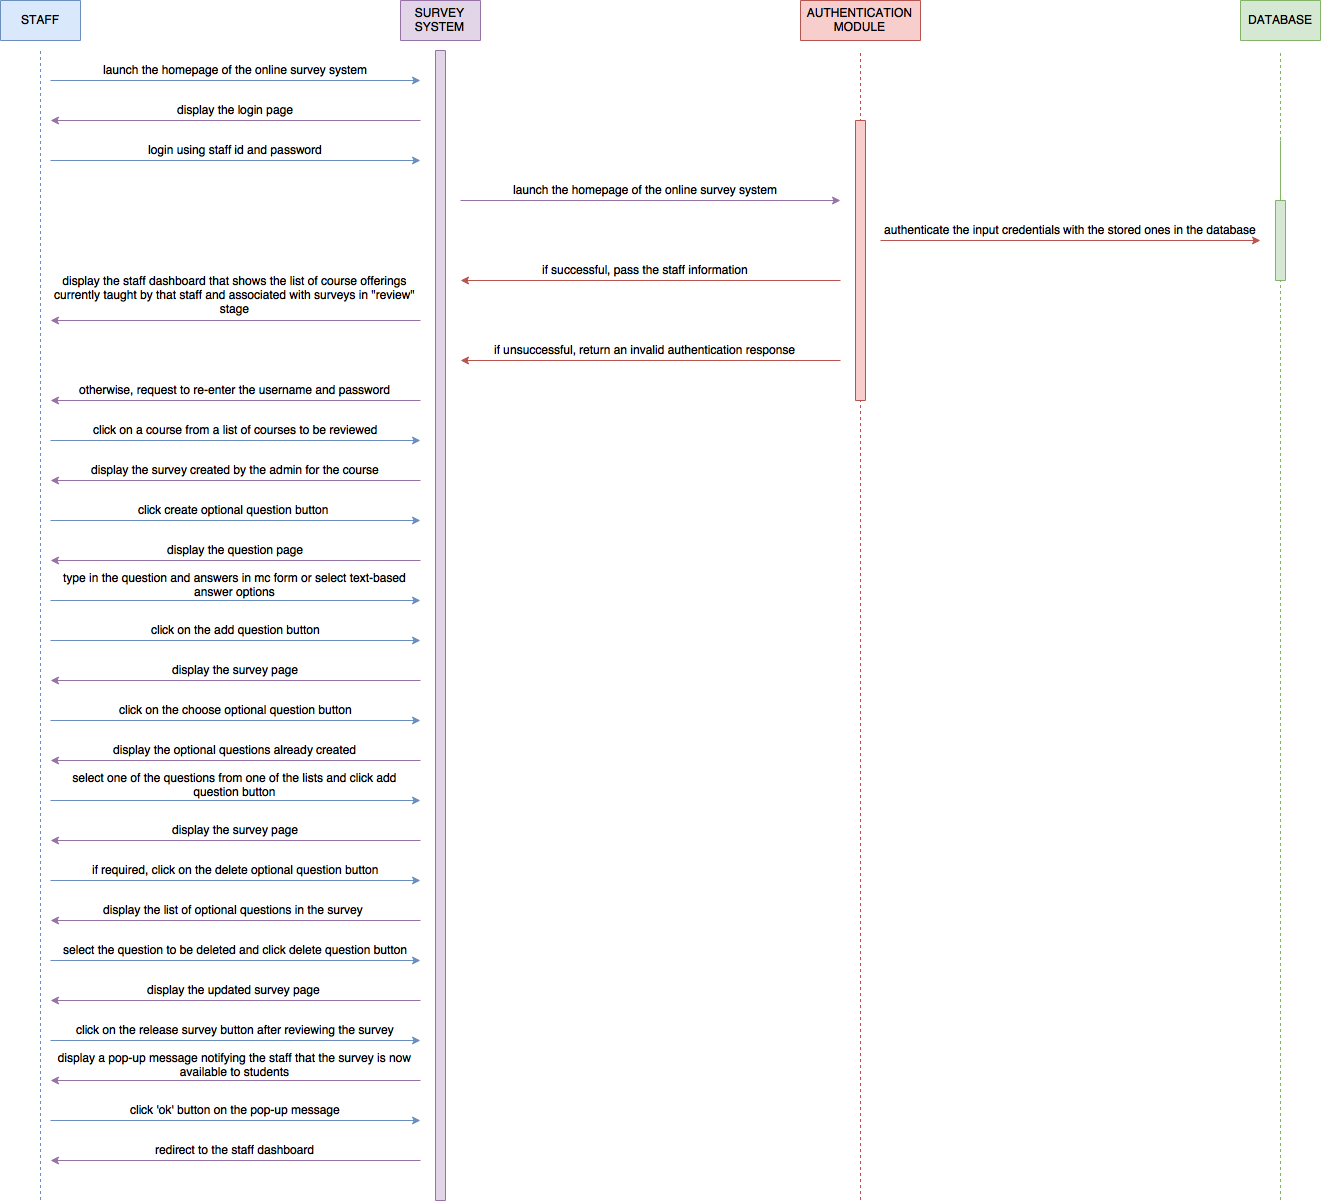 STAFF
SURVEY
SYSTEM
AUTHENTICATION
MODULE
DATABASE
launch the homepage of the online survey system
display the login page
login using staff id and password
launch the homepage of the online survey system
authenticate the input credentials with the stored ones in the database
if successful, pass the staff information
display the staff dashboard that shows the list of course offerings
currently taught by that staff and associated with surveys in "review"
stage
if unsuccessful, return an invalid authentication response
otherwise, request to re-enter the username and password
click on a course from a list of courses to be reviewed
display the survey created by the admin for the course
click create optional question button
display the question page
type in the question and answers in mc form or select text-based
answer options
click on the add question button
display the survey page
click on the choose optional question button
display the optional questions already created
select one of the questions from one of the lists and click add
question button
display the survey page
if required, click on the delete optional question button
display the list of optional questions in the survey
select the question to be deleted and click delete question button
display the updated survey page
click on the release survey button after reviewing the survey
display a pop-up message notifying the staff that the survey is now
available to students
click 'ok' button on the pop-up message
redirect to the staff dashboard